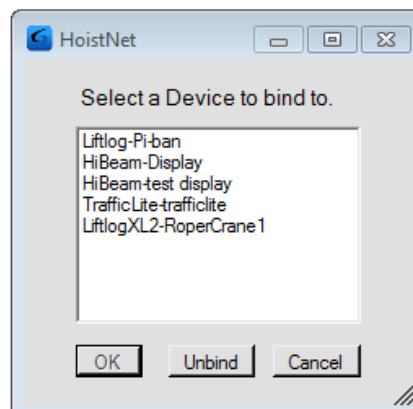 HoistNet
Select a Device to bind to.
Liftlog-Pi-ban
HiBeam-Display
HiBeam-test display
TrafficLite-trafficlite
LiftlogXL2-RoperCrane1
OK Unbind Cancel